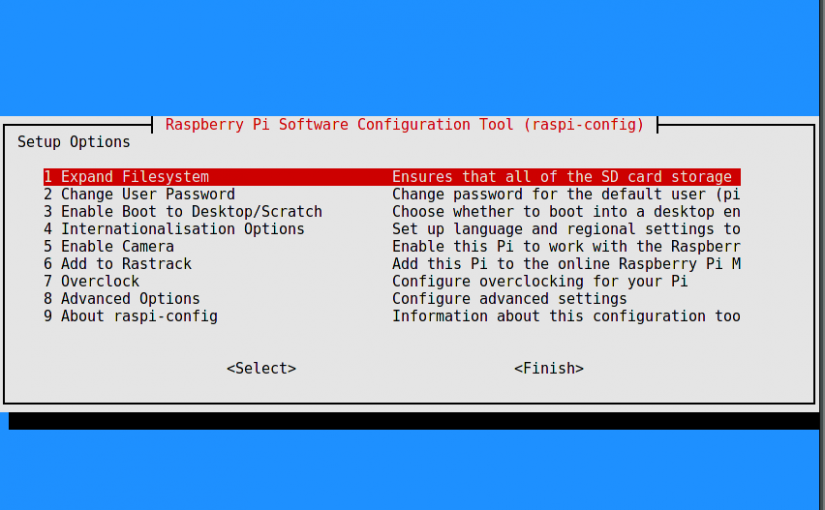 Raspberry Pi Software Configuration Tool (raspi-config)
Setup Options
1 Expand Filesystem Ensures that all of the SD card storage
2 Change User Password Change password for the default user (pi
3 Enable Boot to Desktop/Scratch Choose whether to boot into a desktop en
4 Internationalisation Options Set up language and regional settings to
5 Enable Camera Enable this Pi to work with the Raspberr
6 Add to Rastrack Add this Pi to the online Raspberry Pi M
7 Overclock Configure overclocking for your Pi
8 Advanced Options Configure advanced settings
9 About raspi-config Information about this configuration too
<Select> <Finish>